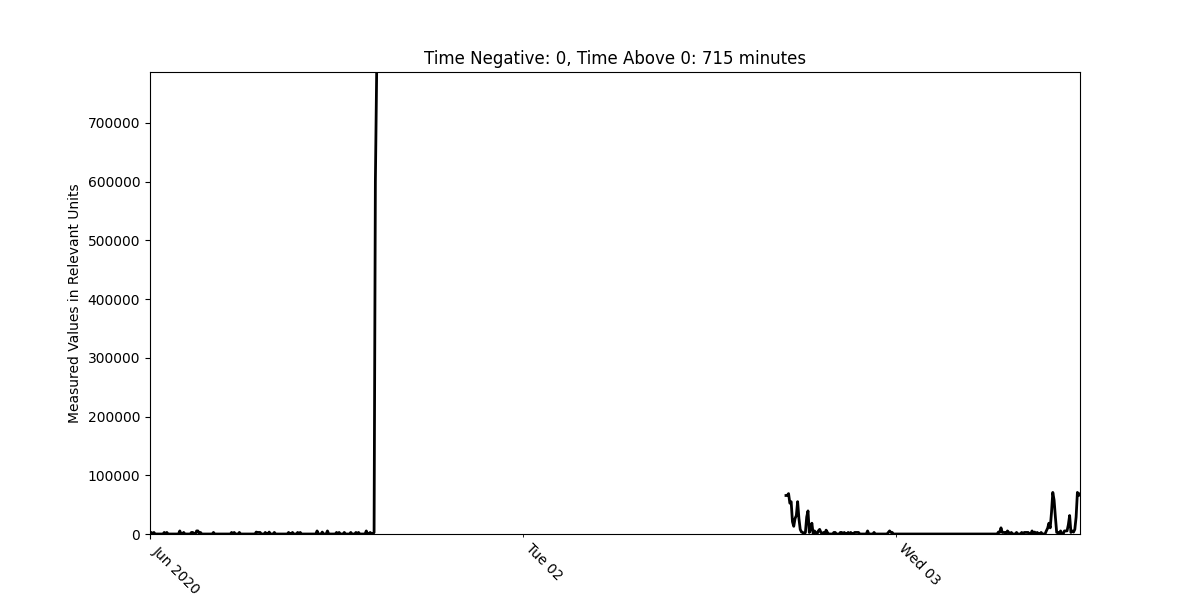 Time Negative: 0, Time Above 0: 715 minutes
Measured Values in Relevant Units
700000
600000
500000
400000
300000
200000
100000
0
Jun 2020
Tue 02
Wed 03